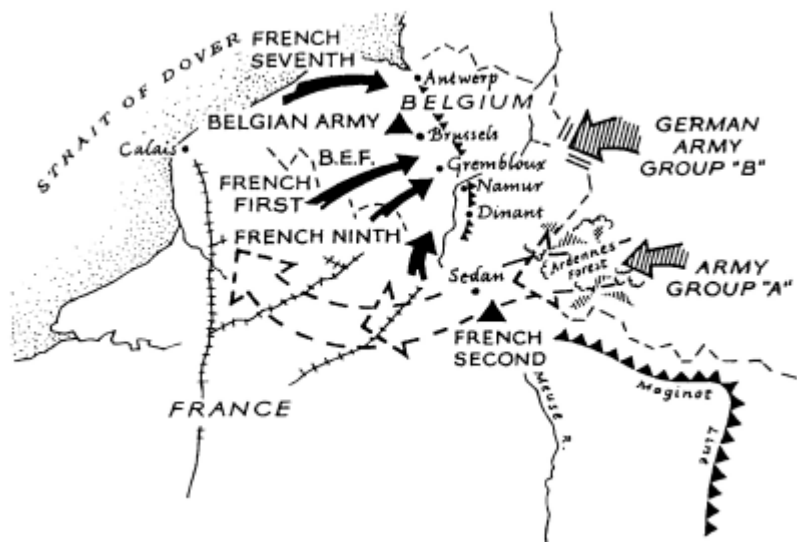 STRAIT OF DOVER
FRENCH
SEVENTH
Antwerp
BELGIUM
BELGIAN ARMY
Brussels
GERMAN
ARMY
GROUP "B"
Calais
B.E.F.
Grembloux
FRENCH
FIRST
Namur
Dinant
FRENCH NINTH
Ardennes
Forest
Sedan
ARMY
GROUP "A"
FRENCH
SECOND
FRANCE
Meuse R.
Maginot
Line